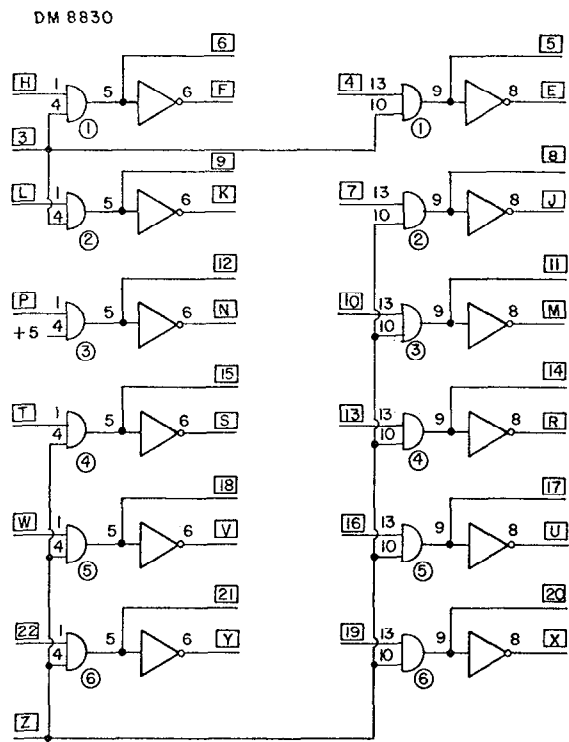 DM 8830
6 5
H 1 5 6 F 4 13 9 8 E
4 10
1 1
3
9 8
L 1 5 6 K 7 13 9 8 J
4 10
2 2
12 11
P 1 5 6 N 10 13 9 8 M
+5 4 10
3 3
15 14
T 1 5 6 S 13 13 9 8 R
4 10
4 4
18 17
W 1 5 6 V 16 13 9 8 U
4 10
5 5
21 20
22 1 5 6 Y 19 13 9 8 X
4 10
6 6
Z